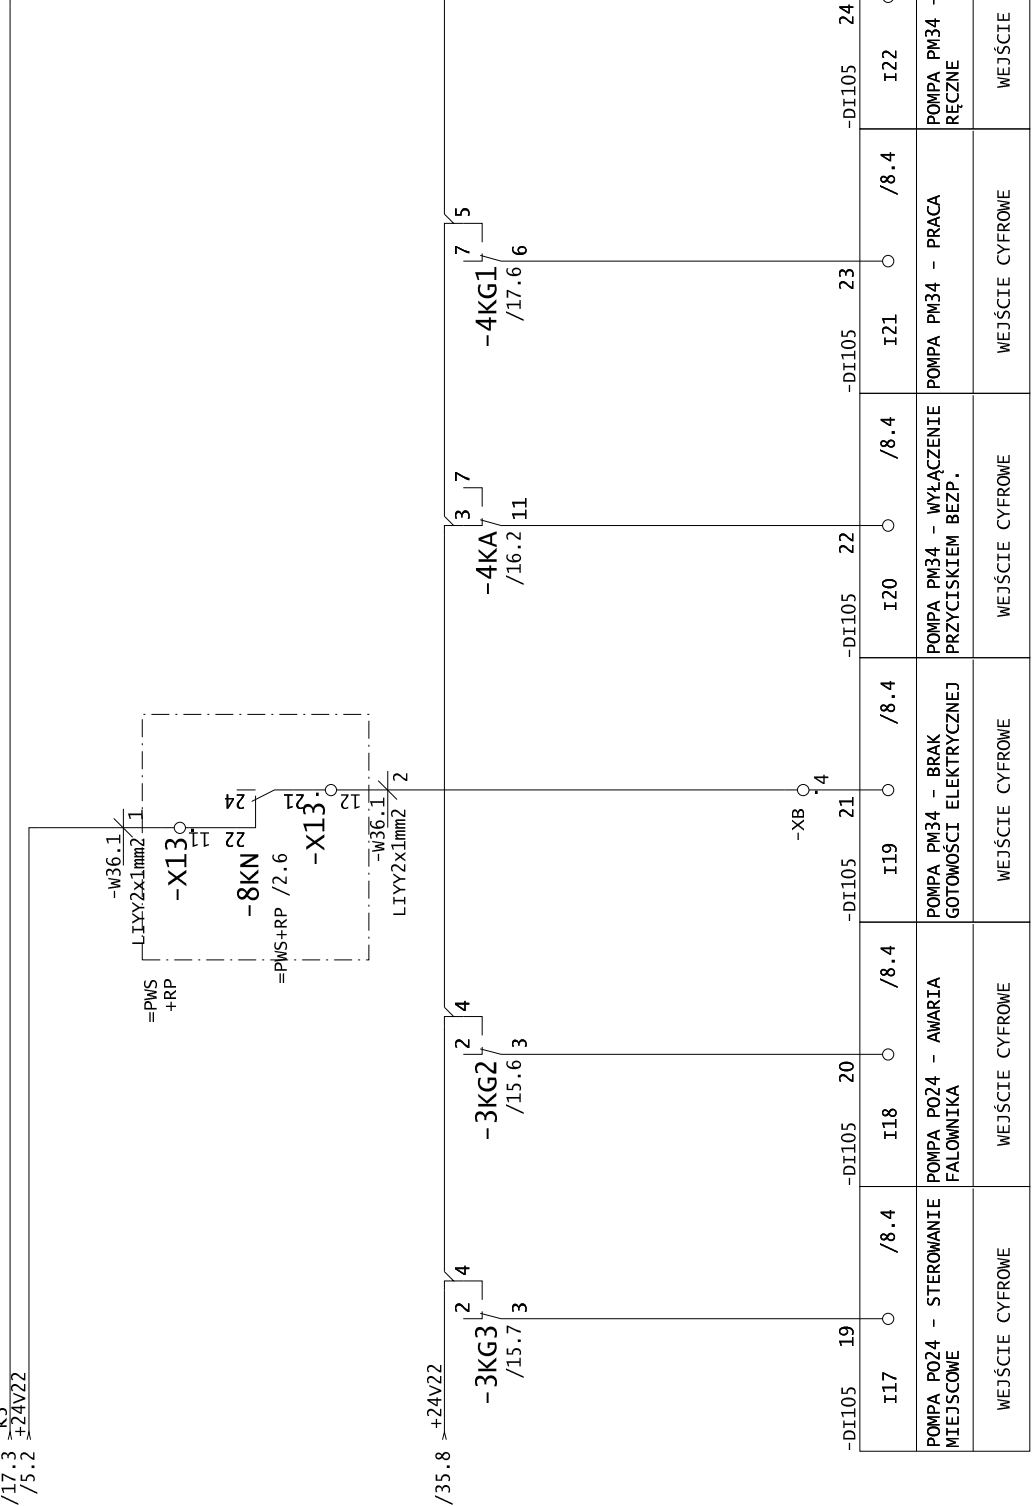 /17.3
+24V22
/5.2
/35.8
+24V22
=PWS
+RP
-W36.1
LIYY2x1mm2
1
-X13.
11
-8KN
=PWS+RP /2.6
22
24
21
-X13.
12
-W36.1
LIYY2x1mm2
2
-3KG3
/15.7
2
4
3
-3KG2
/15.6
2
4
3
-4KA
/16.2
3
7
11
-4KG1
/17.6
7
5
6
-XB
.4
-DI105
19
I17
/8.4
POMPA PO24 - STEROWANIE
MIEJSCOWE
WEJŚCIE CYFROWE
-DI105
20
I18
/8.4
POMPA PO24 - AWARIA
FALOWNIKA
WEJŚCIE CYFROWE
-DI105
21
I19
/8.4
POMPA PM34 - BRAK
GOTOWOŚCI ELEKTRYCZNEJ
WEJŚCIE CYFROWE
-DI105
22
I20
/8.4
POMPA PM34 - WYŁĄCZENIE
PRZYCISKIEM BEZP.
WEJŚCIE CYFROWE
-DI105
23
I21
/8.4
POMPA PM34 - PRACA
WEJŚCIE CYFROWE
-DI105
24
I22
POMPA PM34 -
RĘCZNE
WEJŚCIE